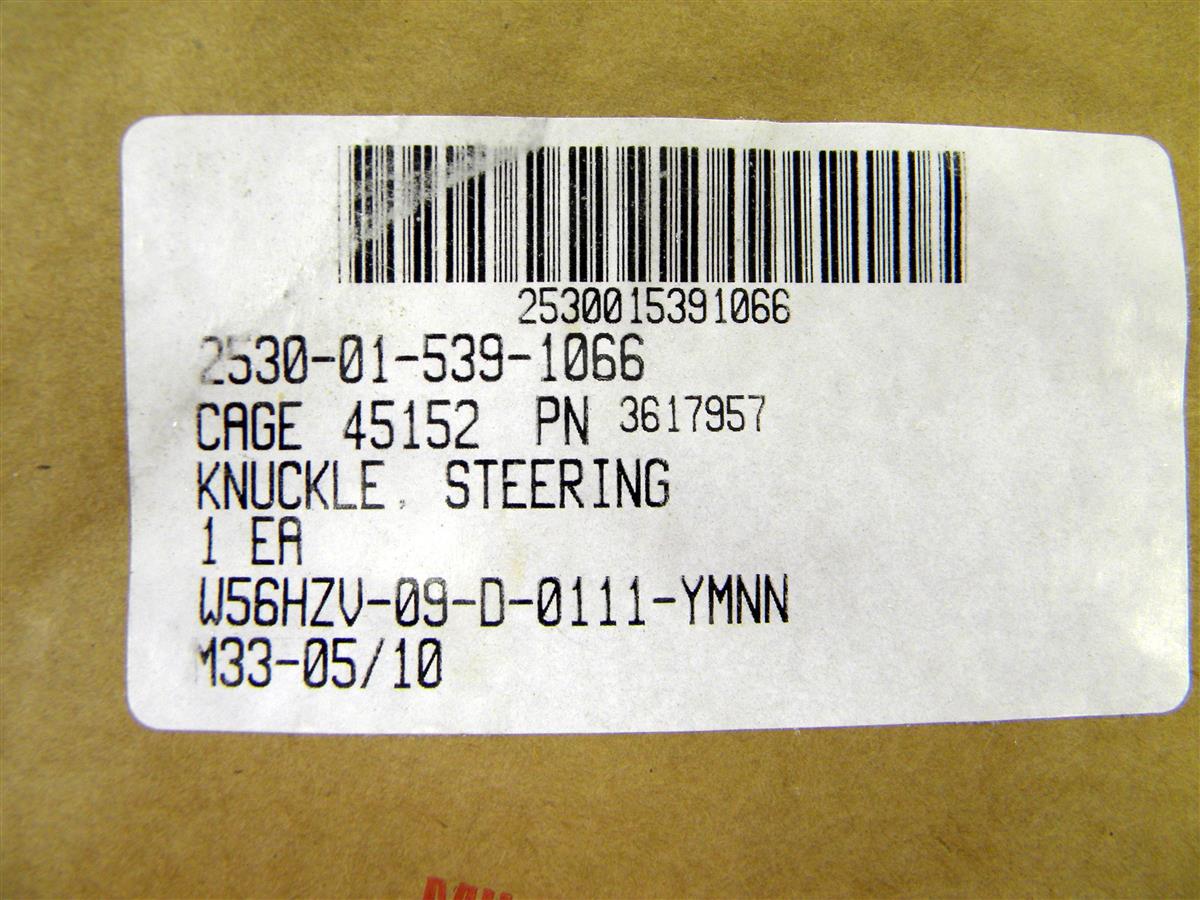 2530015391066
2530-01-539-1066
CAGE 45152 PN 3617957
KNUCKLE, STEERING
1 EA
W56HZV-09-D-0111-YMNN
M33-05/10